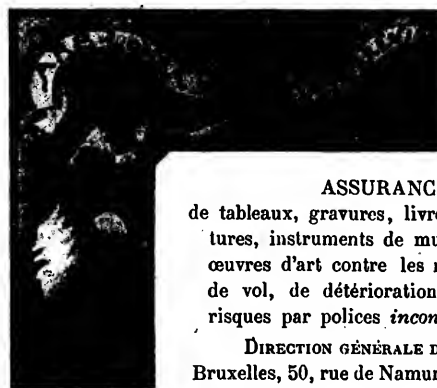 ASSURANC
de tableaux, gravures, livre
tures, instruments de mu
œuvres d'art contre les r
de vol, de détérioration
risques par polices incon
DIRECTION GÉNÉRALE D
Bruxelles, 50, rue de Namur